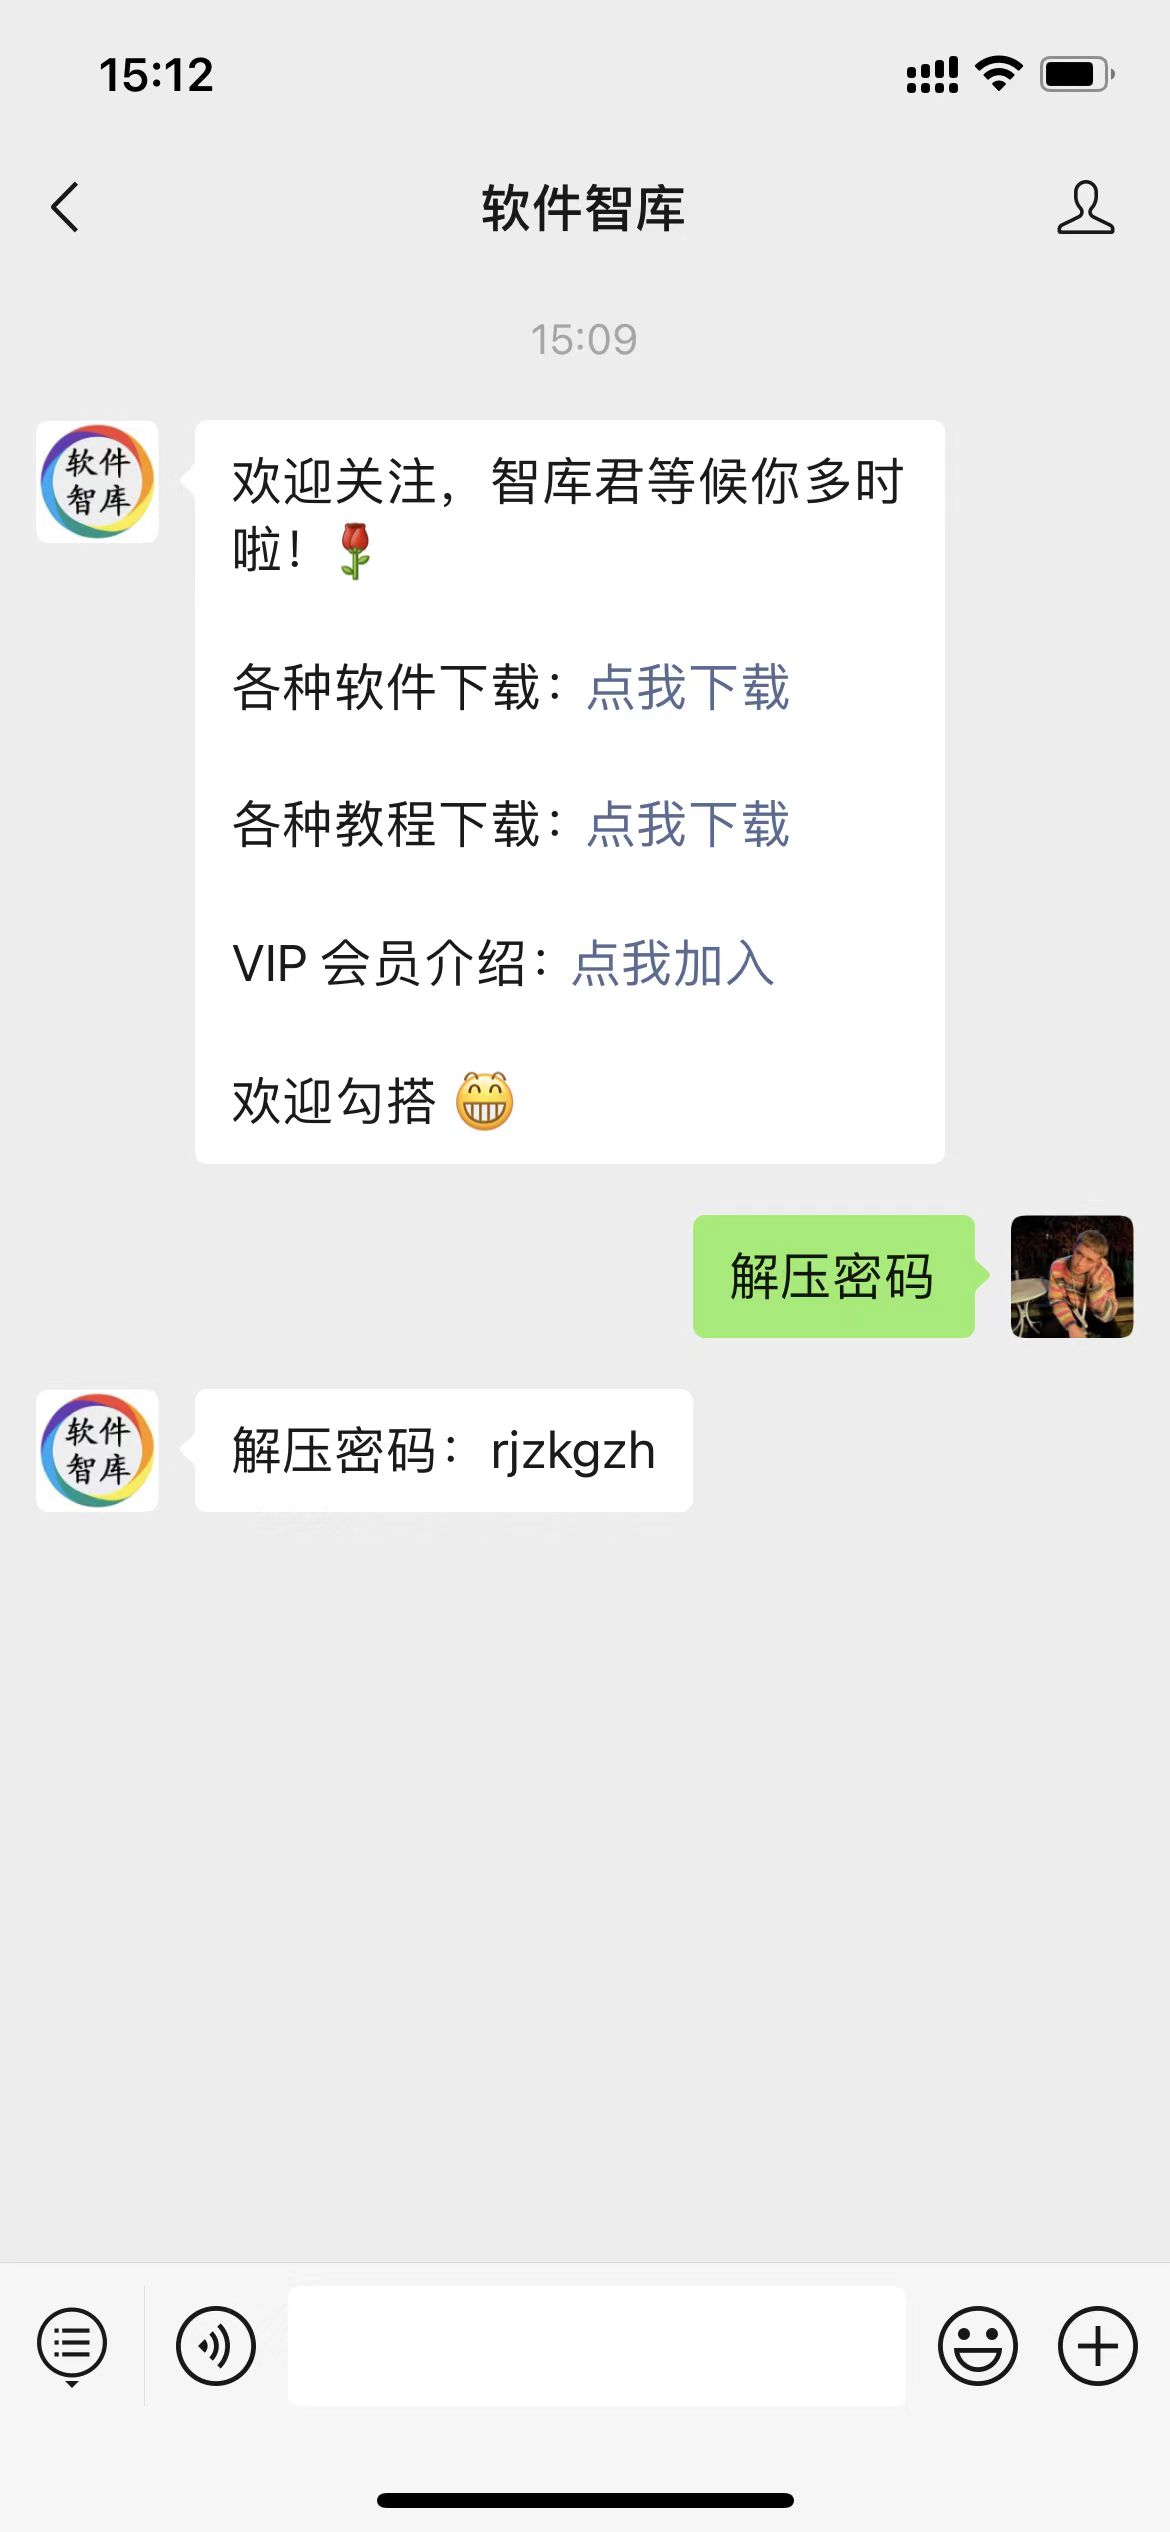 15:12
软件智库
15:09
软件
智库
欢迎关注，智库君等候你多时
啦！🌹
各种软件下载：点我下载
各种教程下载：点我下载
VIP 会员介绍：点我加入
欢迎勾搭 😁
解压密码
软件
智库
解压密码：rjzkgzh